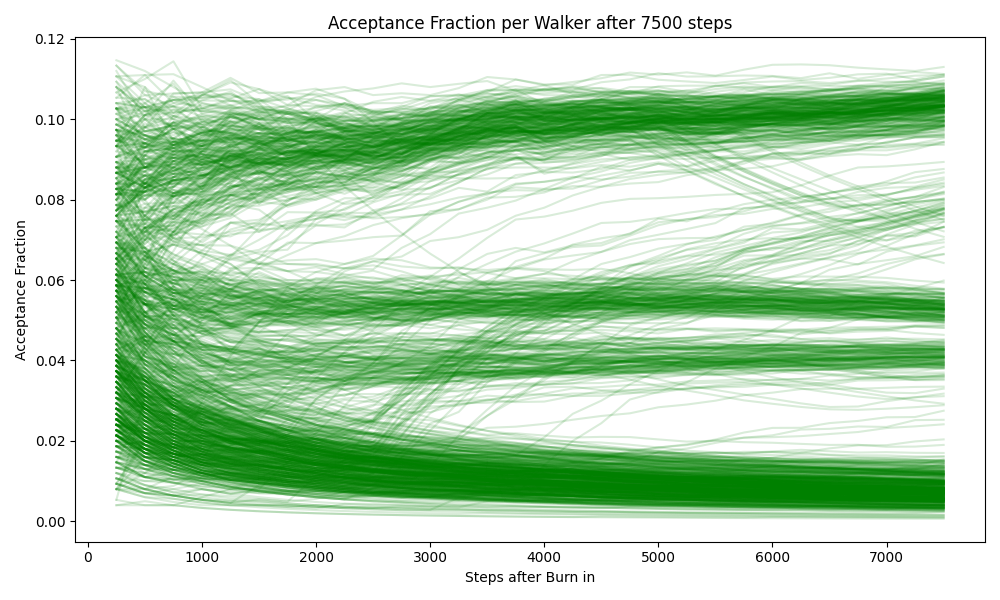 Acceptance Fraction per Walker after 7500 steps
Acceptance Fraction
0.12
0.10
0.08
0.06
0.04
0.02
0.00
0 1000 2000 3000 4000 5000 6000 7000
Steps after Burn in